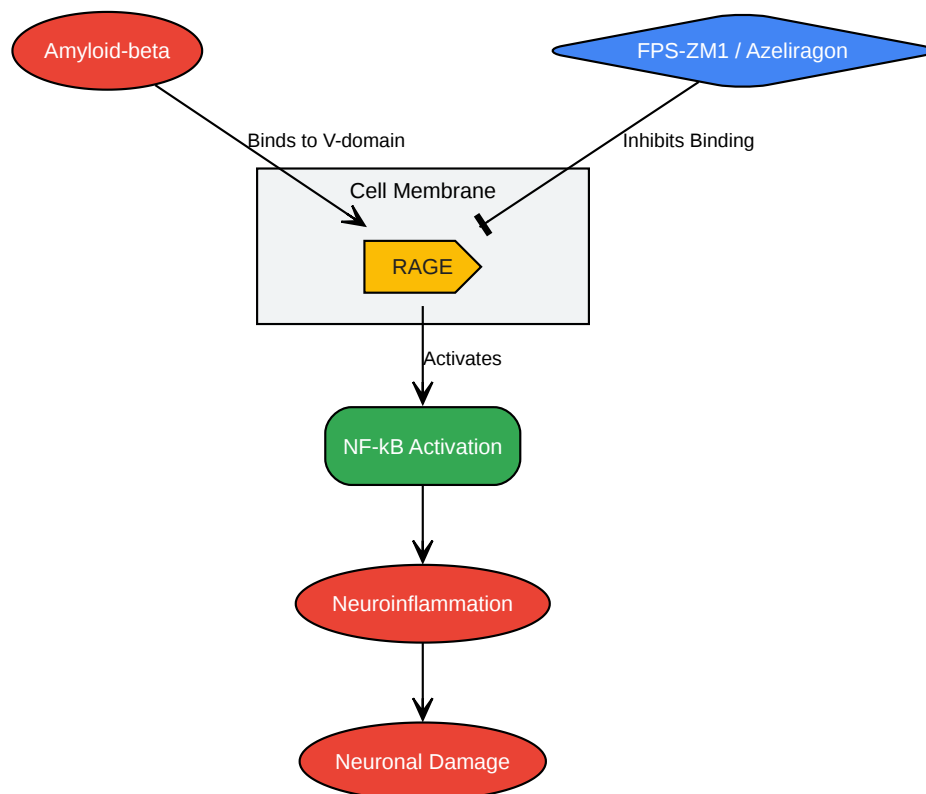 Amyloid-beta
FPS-ZM1 / Azeliragon
Binds to V-domain
Inhibits Binding
Cell Membrane
RAGE
Activates
NF-kB Activation
Neuroinflammation
Neuronal Damage